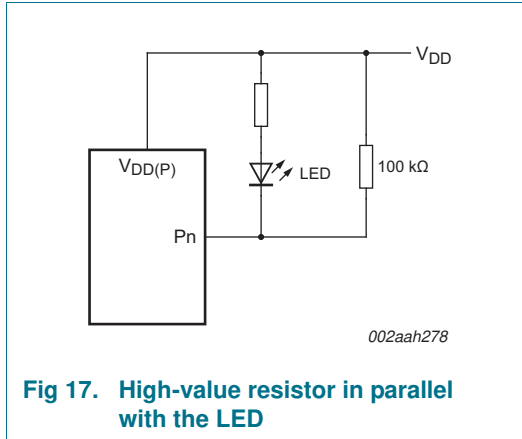 VDD
VDD(P)
LED
100 kΩ
Pn
002aah278
Fig 17. High-value resistor in parallel
with the LED